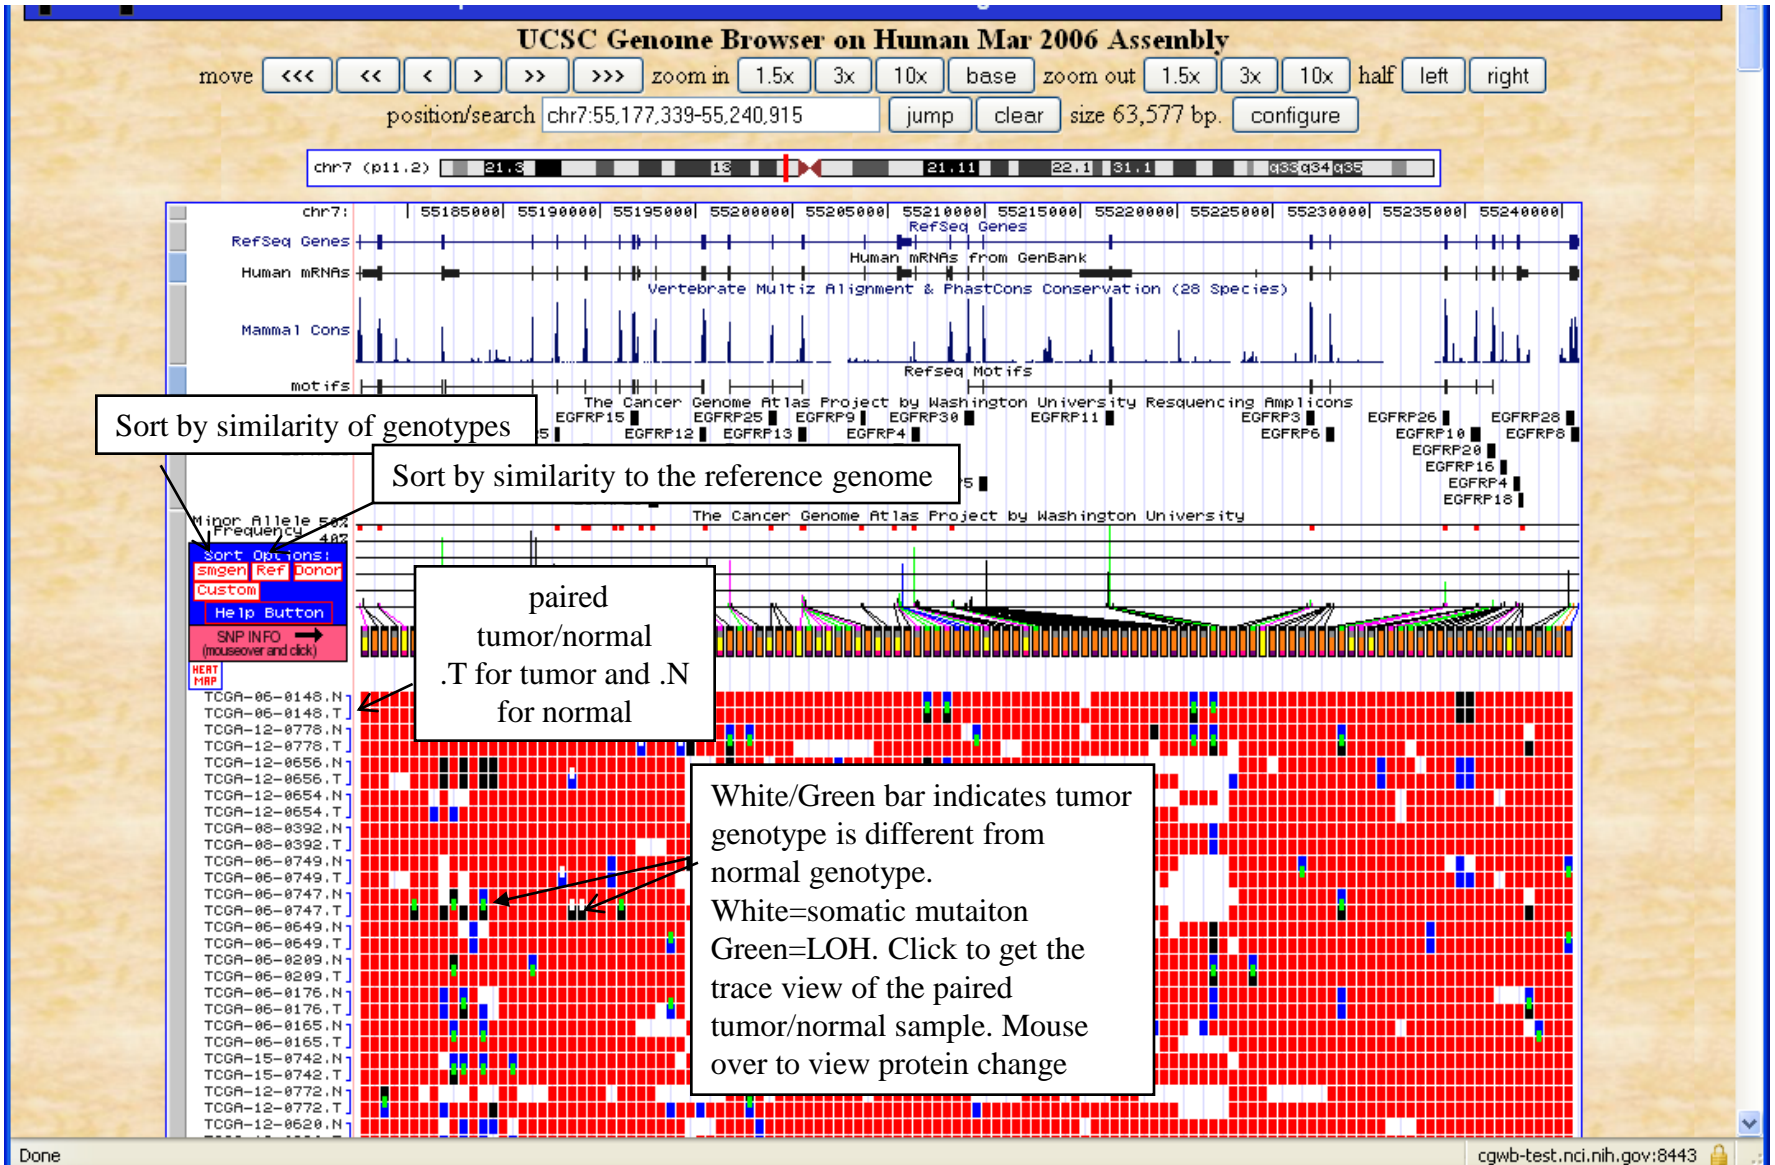 UCSC Genome Browser on Human Mar 2006 Assembly
move <<< << < > >> >>> zoom in 1.5x 3x 10x base zoom out 1.5x 3x 10x half left right
position/search chr7:55,177,339-55,240,915 jump clear size 63,577 bp. configure
chr7 (p11.2) 21.3 13 21.11 22.1 31.1 q33 q34 q35
chr7: 55185000 55190000 55195000 55200000 55205000 55210000 55215000 55220000 55225000 55230000 55235000 55240000
RefSeq Genes
RefSeq Genes
Human mRNAs from GenBank
Human mRNAs
Vertebrate Multiz Alignment & PhastCons Conservation (28 Species)
Mammal Cons
Refseq Motifs
motifs
The Cancer Genome Atlas Project by Washington University Resquencing Amplicons
EGFRP15 EGFRP25 EGFRP9 EGFRP30 EGFRP11 EGFRP3 EGFRP26 EGFRP28
EGFRP12 EGFRP13 EGFRP4 EGFRP6 EGFRP10 EGFRP8
EGFRP20
EGFRP16
EGFRP4
EGFRP18
Sort by similarity of genotypes
Sort by similarity to the reference genome
The Cancer Genome Atlas Project by Washington University
Minor Allele 50%
Frequency 40%
Sort Options:
smgen Ref Donor
Custom
Help Button
SNP INFO
(mouseover and click)
HEAT
MAP
paired
tumor/normal
.T for tumor and .N
for normal
TCGA-06-0148.N
TCGA-06-0148.T
TCGA-12-0778.N
TCGA-12-0778.T
TCGA-12-0656.N
TCGA-12-0656.T
TCGA-12-0654.N
TCGA-12-0654.T
TCGA-08-0392.N
TCGA-08-0392.T
TCGA-06-0749.N
TCGA-06-0749.T
TCGA-06-0747.N
TCGA-06-0747.T
TCGA-06-0649.N
TCGA-06-0649.T
TCGA-06-0209.N
TCGA-06-0209.T
TCGA-06-0176.N
TCGA-06-0176.T
TCGA-06-0165.N
TCGA-06-0165.T
TCGA-15-0742.N
TCGA-15-0742.T
TCGA-12-0772.N
TCGA-12-0772.T
TCGA-12-0620.N
White/Green bar indicates tumor
genotype is different from
normal genotype.
White=somatic mutaiton
Green=LOH. Click to get the
trace view of the paired
tumor/normal sample. Mouse
over to view protein change
Done
cgwb-test.nci.nih.gov:8443